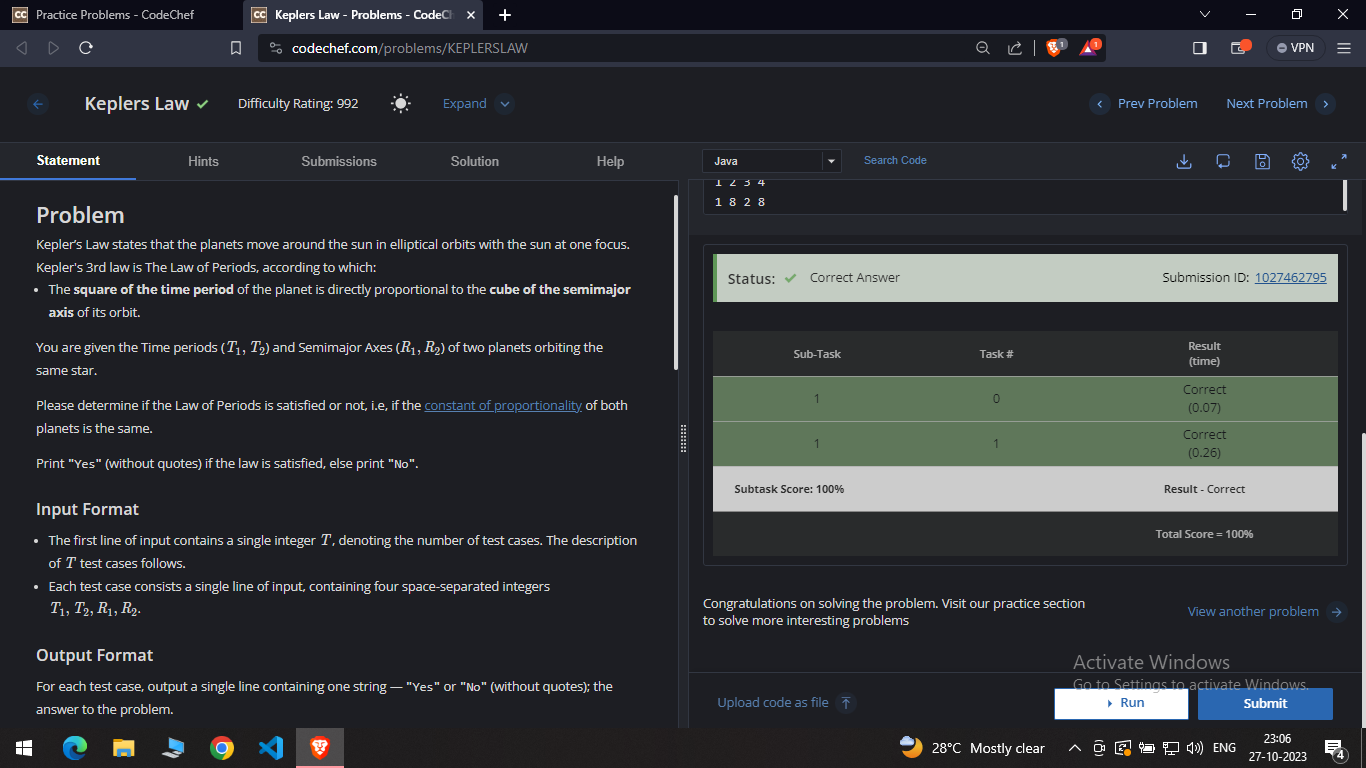 Practice Problems - CodeChef
Keplers Law - Problems - CodeC
codechef.com/problems/KEPLERSLAW
1
1
VPN
Keplers Law
Difficulty Rating: 992
Expand
Prev Problem
Next Problem
Statement
Hints
Submissions
Solution
Help
Java
Search Code
Problem
Kepler's Law states that the planets move around the sun in elliptical orbits with the sun at one focus.
Kepler's 3rd law is The Law of Periods, according to which:
• The square of the time period of the planet is directly proportional to the cube of the semimajor
axis of its orbit.
You are given the Time periods (T₁, T₂) and Semimajor Axes (R₁, R₂) of two planets orbiting the
same star.
Please determine if the Law of Periods is satisfied or not, i.e, if the constant of proportionality of both
planets is the same.
Print "Yes" (without quotes) if the law is satisfied, else print "No".
Input Format
• The first line of input contains a single integer T, denoting the number of test cases. The description
of T test cases follows.
• Each test case consists a single line of input, containing four space-separated integers
T₁, T₂, R₁, R₂.
Output Format
For each test case, output a single line containing one string — "Yes" or "No" (without quotes); the
answer to the problem.
1 2 3 4
1 8 2 8
Status: ✓ Correct Answer
Submission ID: 1027462795
Sub-Task
Task #
Result
(time)
1
0
Correct
(0.07)
1
1
Correct
(0.26)
Subtask Score: 100%
Result - Correct
Total Score = 100%
Congratulations on solving the problem. Visit our practice section
to solve more interesting problems
View another problem
Activate Windows
Go to Settings to activate Windows.
Upload code as file
Run
Submit
28°C Mostly clear
ENG
23:06
27-10-2023
4